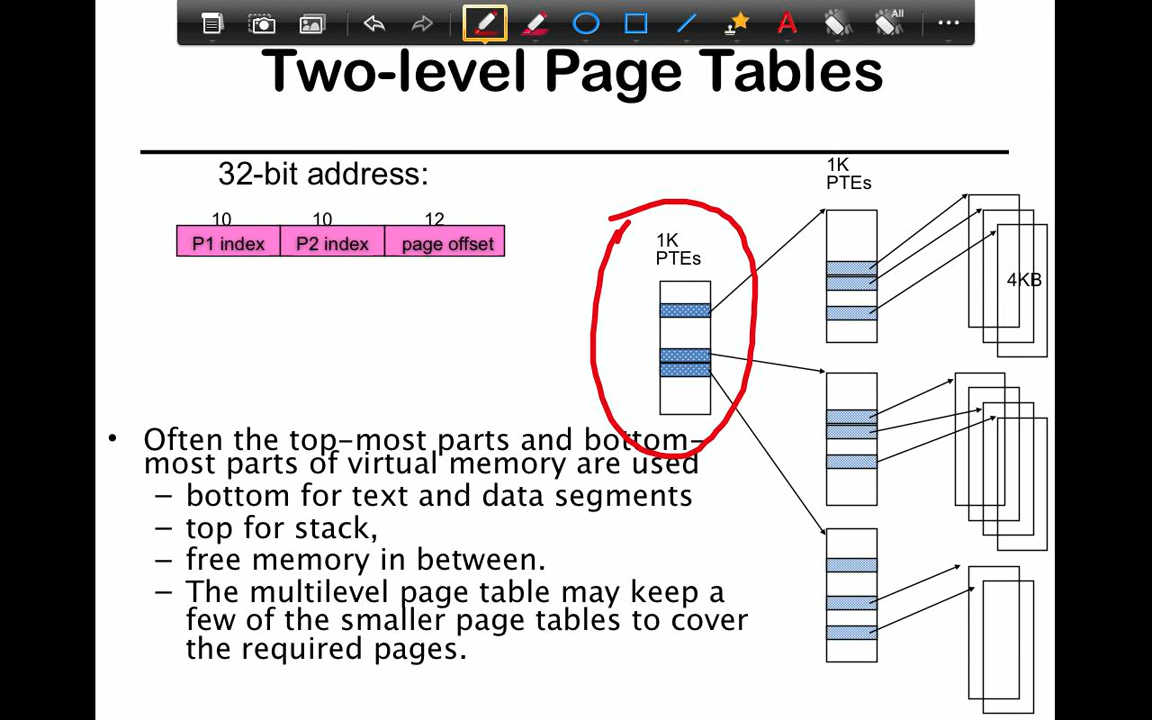 All
A
Two-level Page Tables
32-bit address:
10 10 12
P1 index P2 index page offset
1K
PTEs
1K
PTEs
4KB
• Often the top-most parts and bottom-
most parts of virtual memory are used
– bottom for text and data segments
– top for stack,
– free memory in between.
– The multilevel page table may keep a
few of the smaller page tables to cover
the required pages.